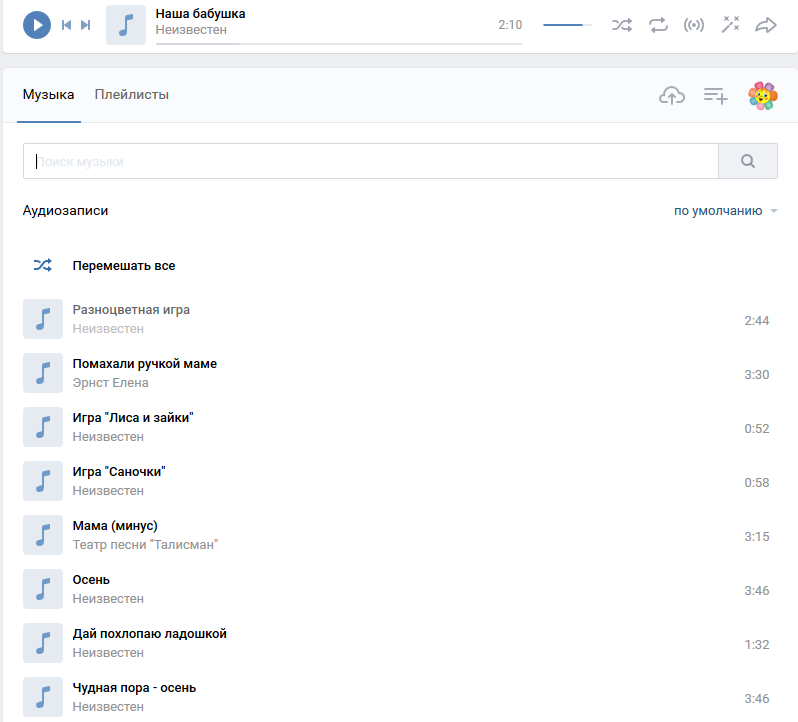 Наша бабушка
Неизвестен
2:10
Музыка Плейлисты
Поиск музыки
Аудиозаписи по умолчанию
Перемешать все
Разноцветная игра
Неизвестен
2:44
Помахали ручкой маме
Эрнст Елена
3:30
Игра "Лиса и зайки"
Неизвестен
0:52
Игра "Саночки"
Неизвестен
0:58
Мама (минус)
Театр песни "Талисман"
3:15
Осень
Неизвестен
3:46
Дай похлопаю ладошкой
Неизвестен
1:32
Чудная пора - осень
Неизвестен
3:46